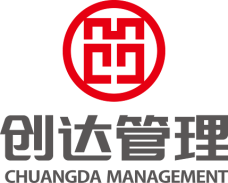 创达管理
CHUANGDA MANAGEMENT